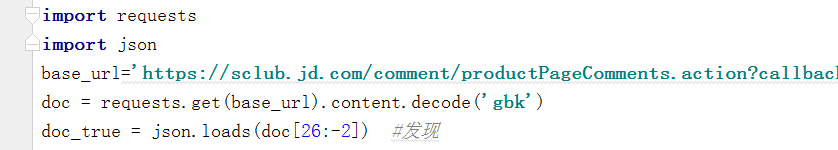 import requests
import json
base_url='https://sclub.jd.com/comment/productPageComments.action?callbac
doc = requests.get(base_url).content.decode('gbk')
doc_true = json.loads(doc[26:-2])  #发现